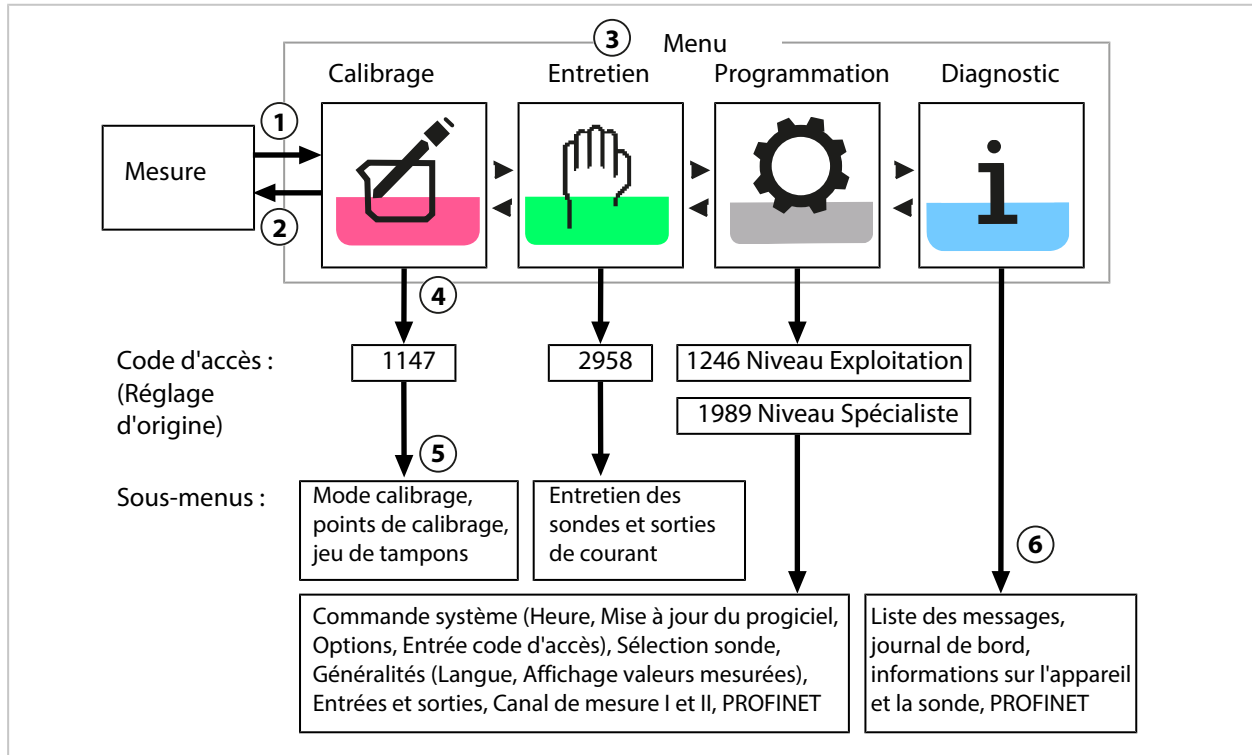 3 Menu
Calibrage Entretien Programmation Diagnostic
1
Mesure
2
4
Code d'accès : 1147 2958 1246 Niveau Exploitation
(Réglage
d'origine)
1989 Niveau Spécialiste
5
Sous-menus :
Mode calibrage,
points de calibrage,
jeu de tampons
Entretien des
sondes et sorties
de courant
6
Commande système (Heure, Mise à jour du progiciel,
Options, Entrée code d'accès), Sélection sonde,
Généralités (Langue, Affichage valeurs mesurées),
Entrées et sorties, Canal de mesure I et II, PROFINET
Liste des messages,
journal de bord,
informations sur l'appareil
et la sonde, PROFINET